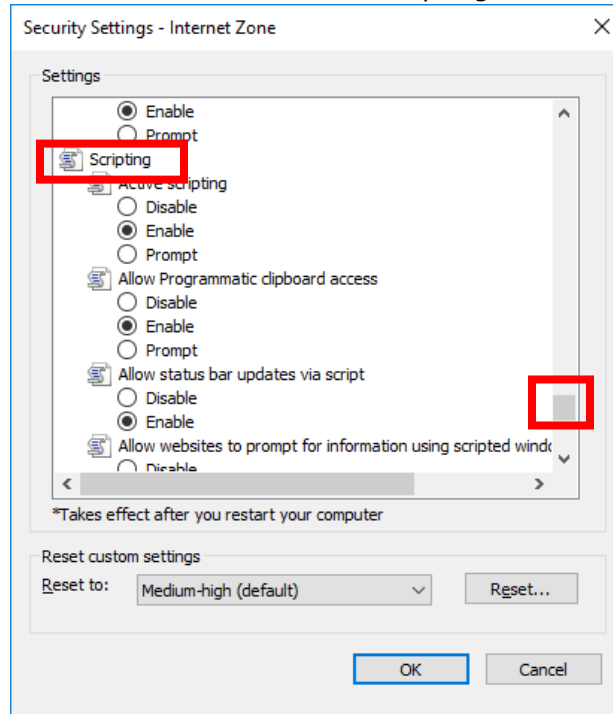 Security Settings - Internet Zone
Settings
Enable
Prompt
Scripting
Active scripting
Disable
Enable
Prompt
Allow Programmatic clipboard access
Disable
Enable
Prompt
Allow status bar updates via script
Disable
Enable
Allow websites to prompt for information using scripted windo
Disable
*Takes effect after you restart your computer
Reset custom settings
Reset to: Medium-high (default) Reset...
OK Cancel